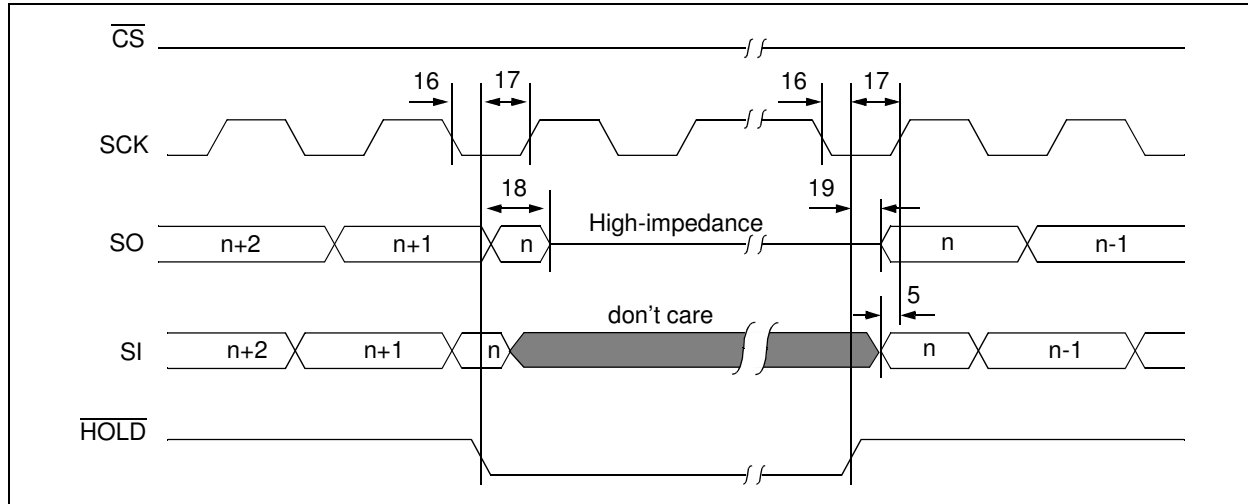 CS
16 17 16 17
SCK
18 19
High-impedance
SO n+2 n+1 n n n-1
5
don't care
SI n+2 n+1 n n n-1
HOLD